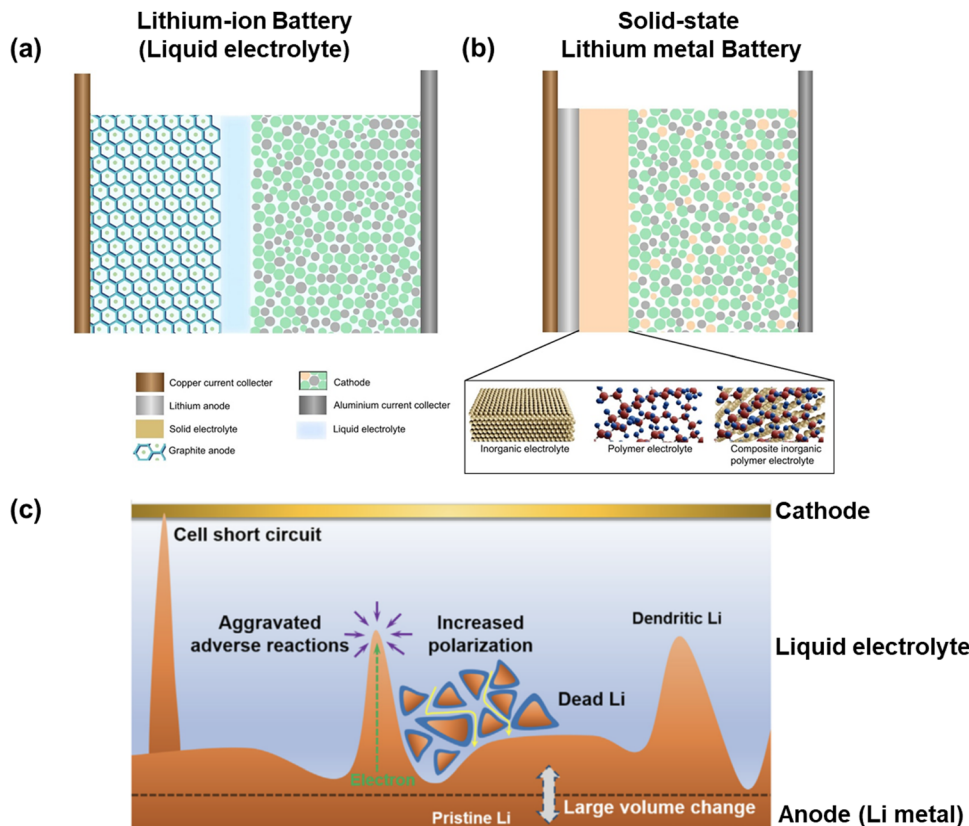 (a)
Lithium-ion Battery
(Liquid electrolyte)
(b)
Solid-state
Lithium metal Battery
Copper current collecter
Lithium anode
Solid electrolyte
Graphite anode
Cathode
Aluminium current collecter
Liquid electrolyte
Inorganic electrolyte
Polymer electrolyte
Composite inorganic
polymer electrolyte
(c)
Cathode
Cell short circuit
Aggravated
adverse reactions
Increased
polarization
Dendritic Li
Liquid electrolyte
Dead Li
Electron
Large volume change
Pristine Li
Anode (Li metal)